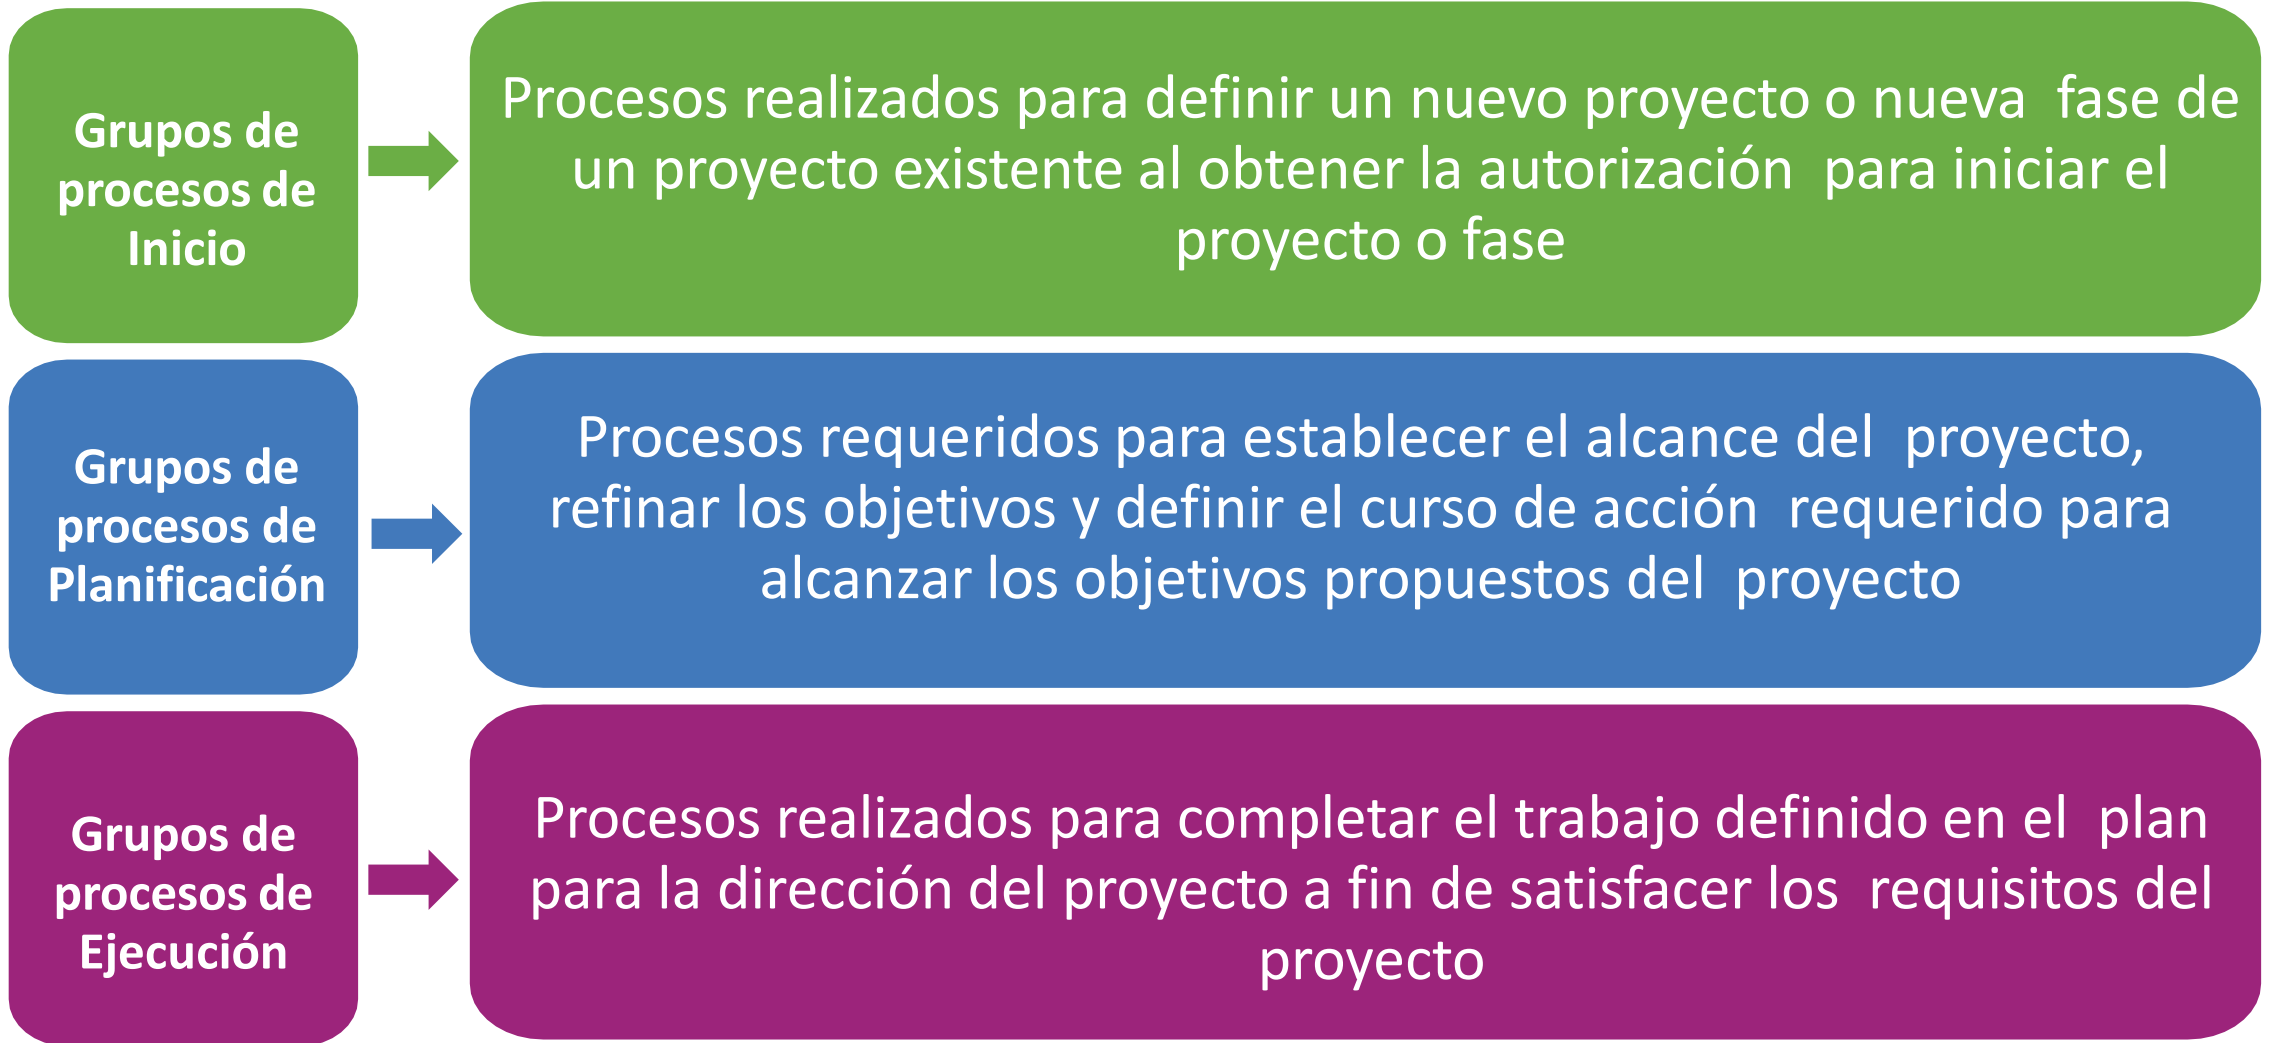 Grupos de
procesos de
Inicio
Procesos realizados para definir un nuevo proyecto o nueva fase de
un proyecto existente al obtener la autorización para iniciar el
proyecto o fase
Grupos de
procesos de
Planificación
Procesos requeridos para establecer el alcance del proyecto,
refinar los objetivos y definir el curso de acción requerido para
alcanzar los objetivos propuestos del proyecto
Grupos de
procesos de
Ejecución
Procesos realizados para completar el trabajo definido en el plan
para la dirección del proyecto a fin de satisfacer los requisitos del
proyecto